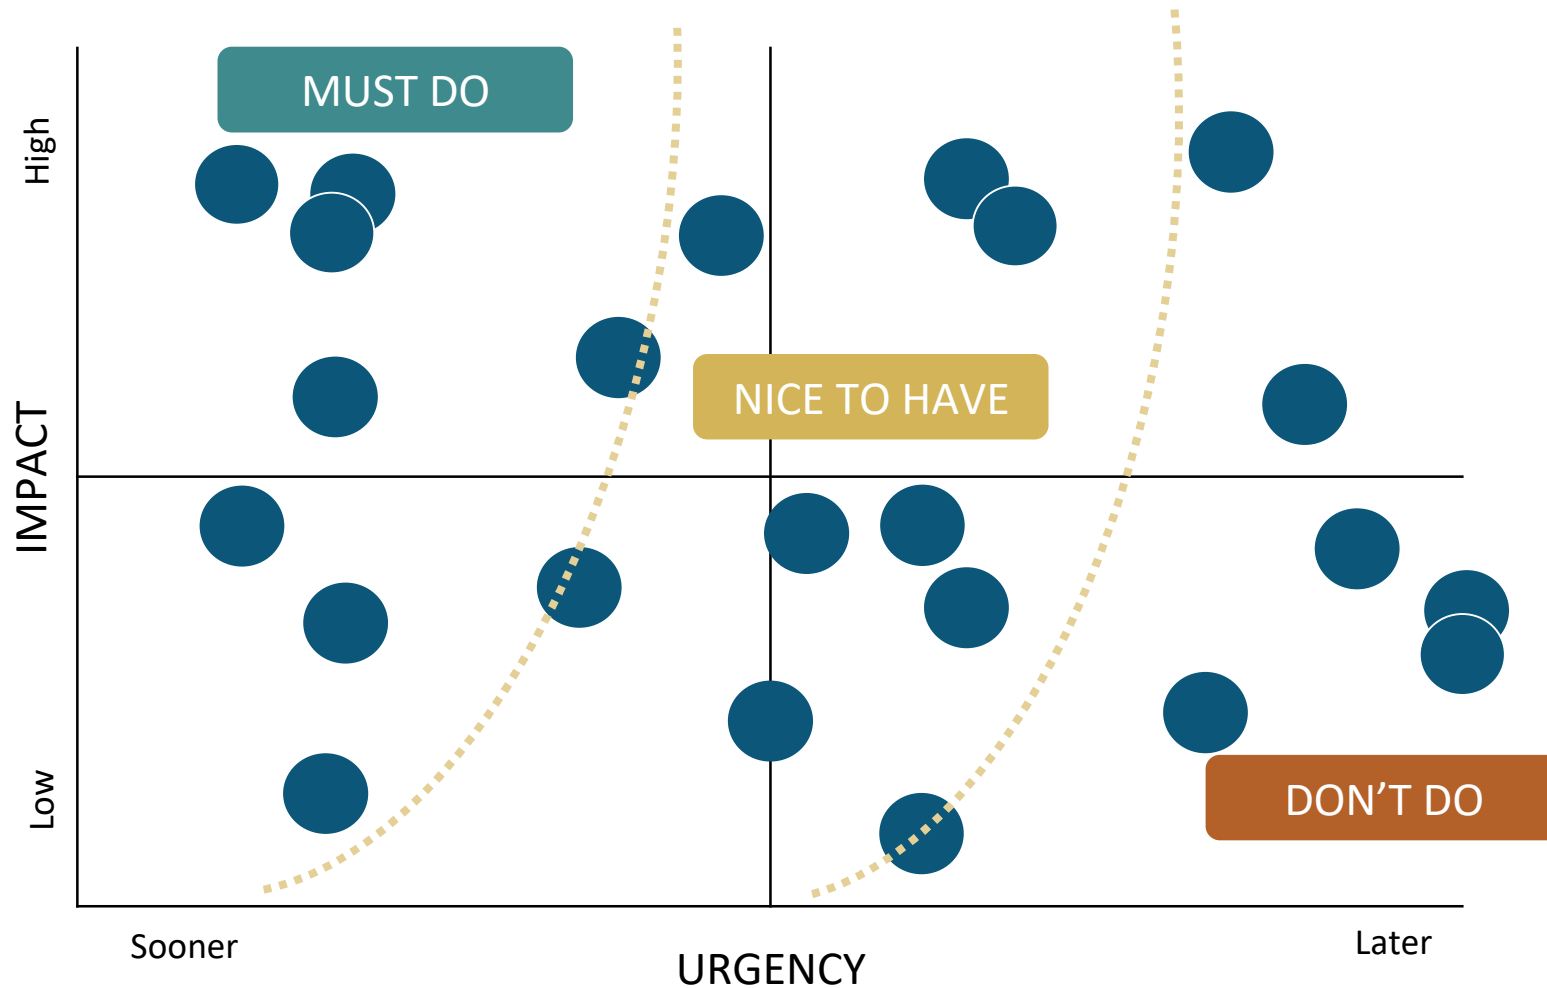 MUST DO
High
NICE TO HAVE
IMPACT
Low
DON’T DO
Sooner
Later
URGENCY